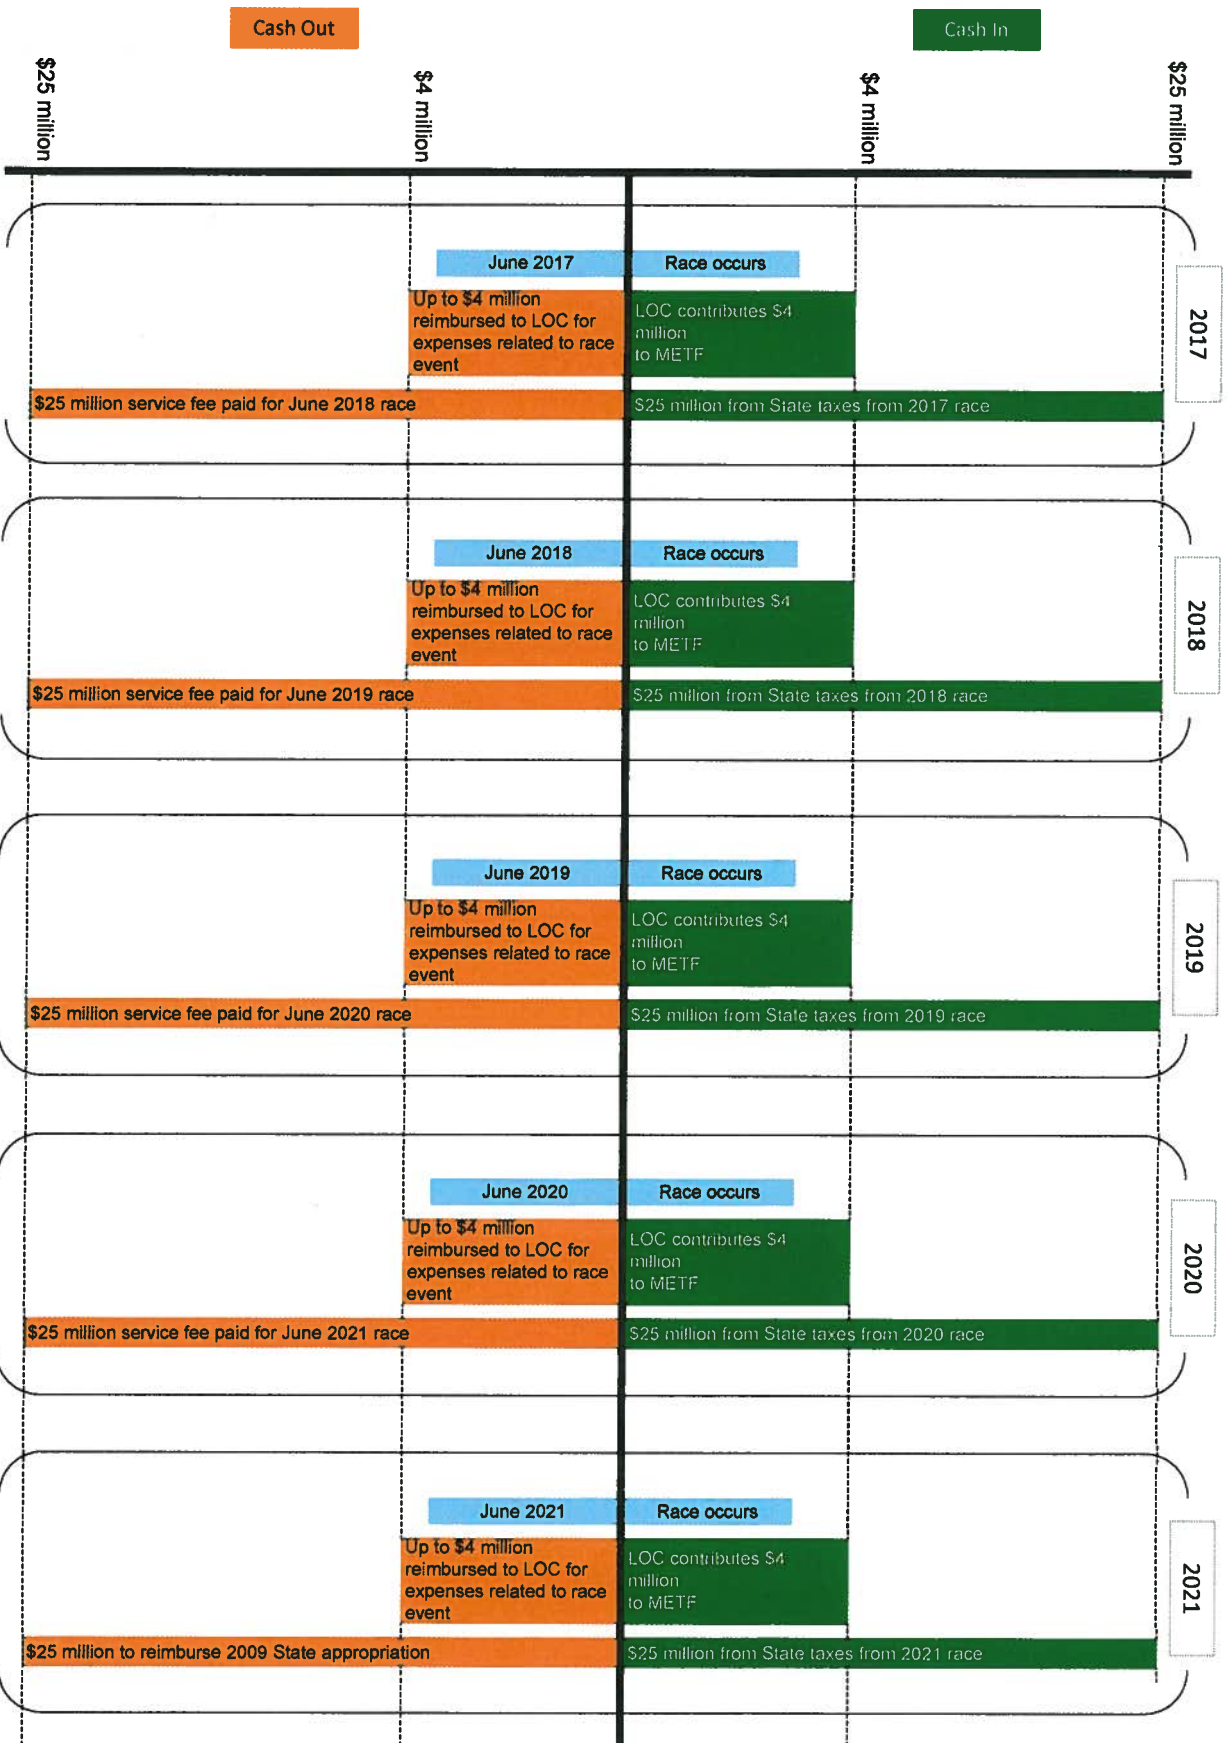 Cash Out
Cash In
$25 million
$4 million
$4 million
$25 million
2017
June 2017
Race occurs
Up to $4 million
reimbursed to LOC for
expenses related to race
event
LOC contributes $4
million
to METF
$25 million service fee paid for June 2018 race
$25 million from State taxes from 2017 race
2018
June 2018
Race occurs
Up to $4 million
reimbursed to LOC for
expenses related to race
event
LOC contributes $4
million
to METF
$25 million service fee paid for June 2019 race
$25 million from State taxes from 2018 race
2019
June 2019
Race occurs
Up to $4 million
reimbursed to LOC for
expenses related to race
event
LOC contributes $4
million
to METF
$25 million service fee paid for June 2020 race
$25 million from State taxes from 2019 race
2020
June 2020
Race occurs
Up to $4 million
reimbursed to LOC for
expenses related to race
event
LOC contributes $4
million
to METF
$25 million service fee paid for June 2021 race
$25 million from State taxes from 2020 race
2021
June 2021
Race occurs
Up to $4 million
reimbursed to LOC for
expenses related to race
event
LOC contributes $4
million
to METF
$25 million to reimburse 2009 State appropriation
$25 million from State taxes from 2021 race